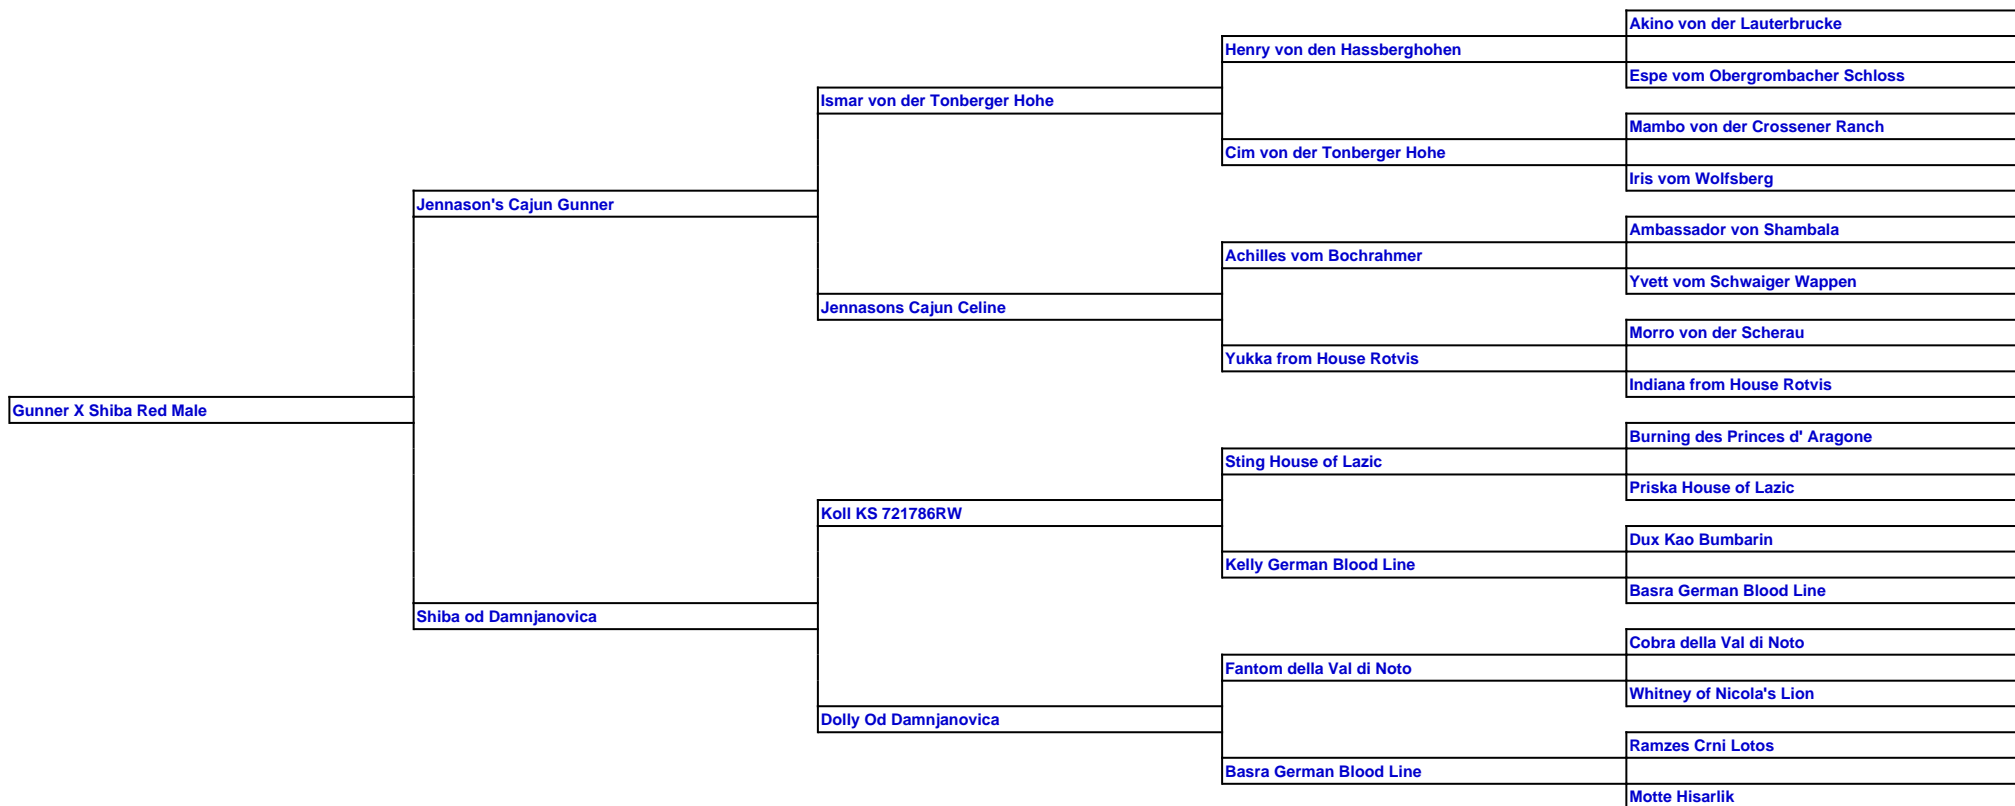 Akino von der Lauterbrucke
Henry von den Hassberghohen
Espe vom Obergrombacher Schloss
Ismar von der Tonberger Hohe
Mambo von der Crossener Ranch
Cim von der Tonberger Hohe
Iris vom Wolfsberg
Jennason's Cajun Gunner
Ambassador von Shambala
Achilles vom Bochrahmer
Yvett vom Schwaiger Wappen
Jennasons Cajun Celine
Morro von der Scherau
Yukka from House Rotvis
Indiana from House Rotvis
Gunner X Shiba Red Male
Burning des Princes d' Aragone
Sting House of Lazic
Priska House of Lazic
Koll KS 721786RW
Dux Kao Bumbarin
Kelly German Blood Line
Basra German Blood Line
Shiba od Damnjanovica
Cobra della Val di Noto
Fantom della Val di Noto
Whitney of Nicola's Lion
Dolly Od Damnjanovica
Ramzes Crni Lotos
Basra German Blood Line
Motte Hisarlik